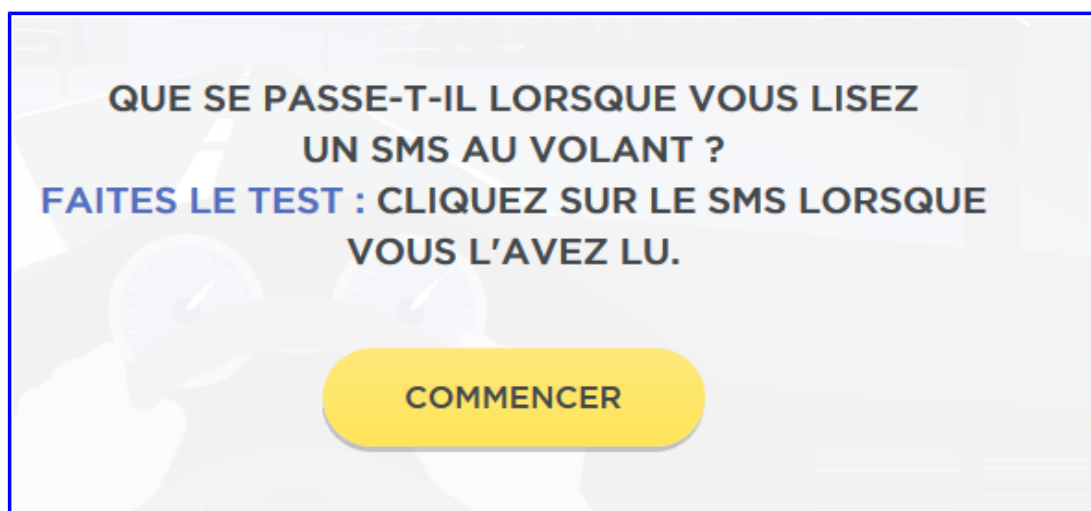 QUE SE PASSE-T-IL LORSQUE VOUS LISEZ
UN SMS AU VOLANT ?
FAITES LE TEST : CLIQUEZ SUR LE SMS LORSQUE
VOUS L'AVEZ LU.
COMMENCER